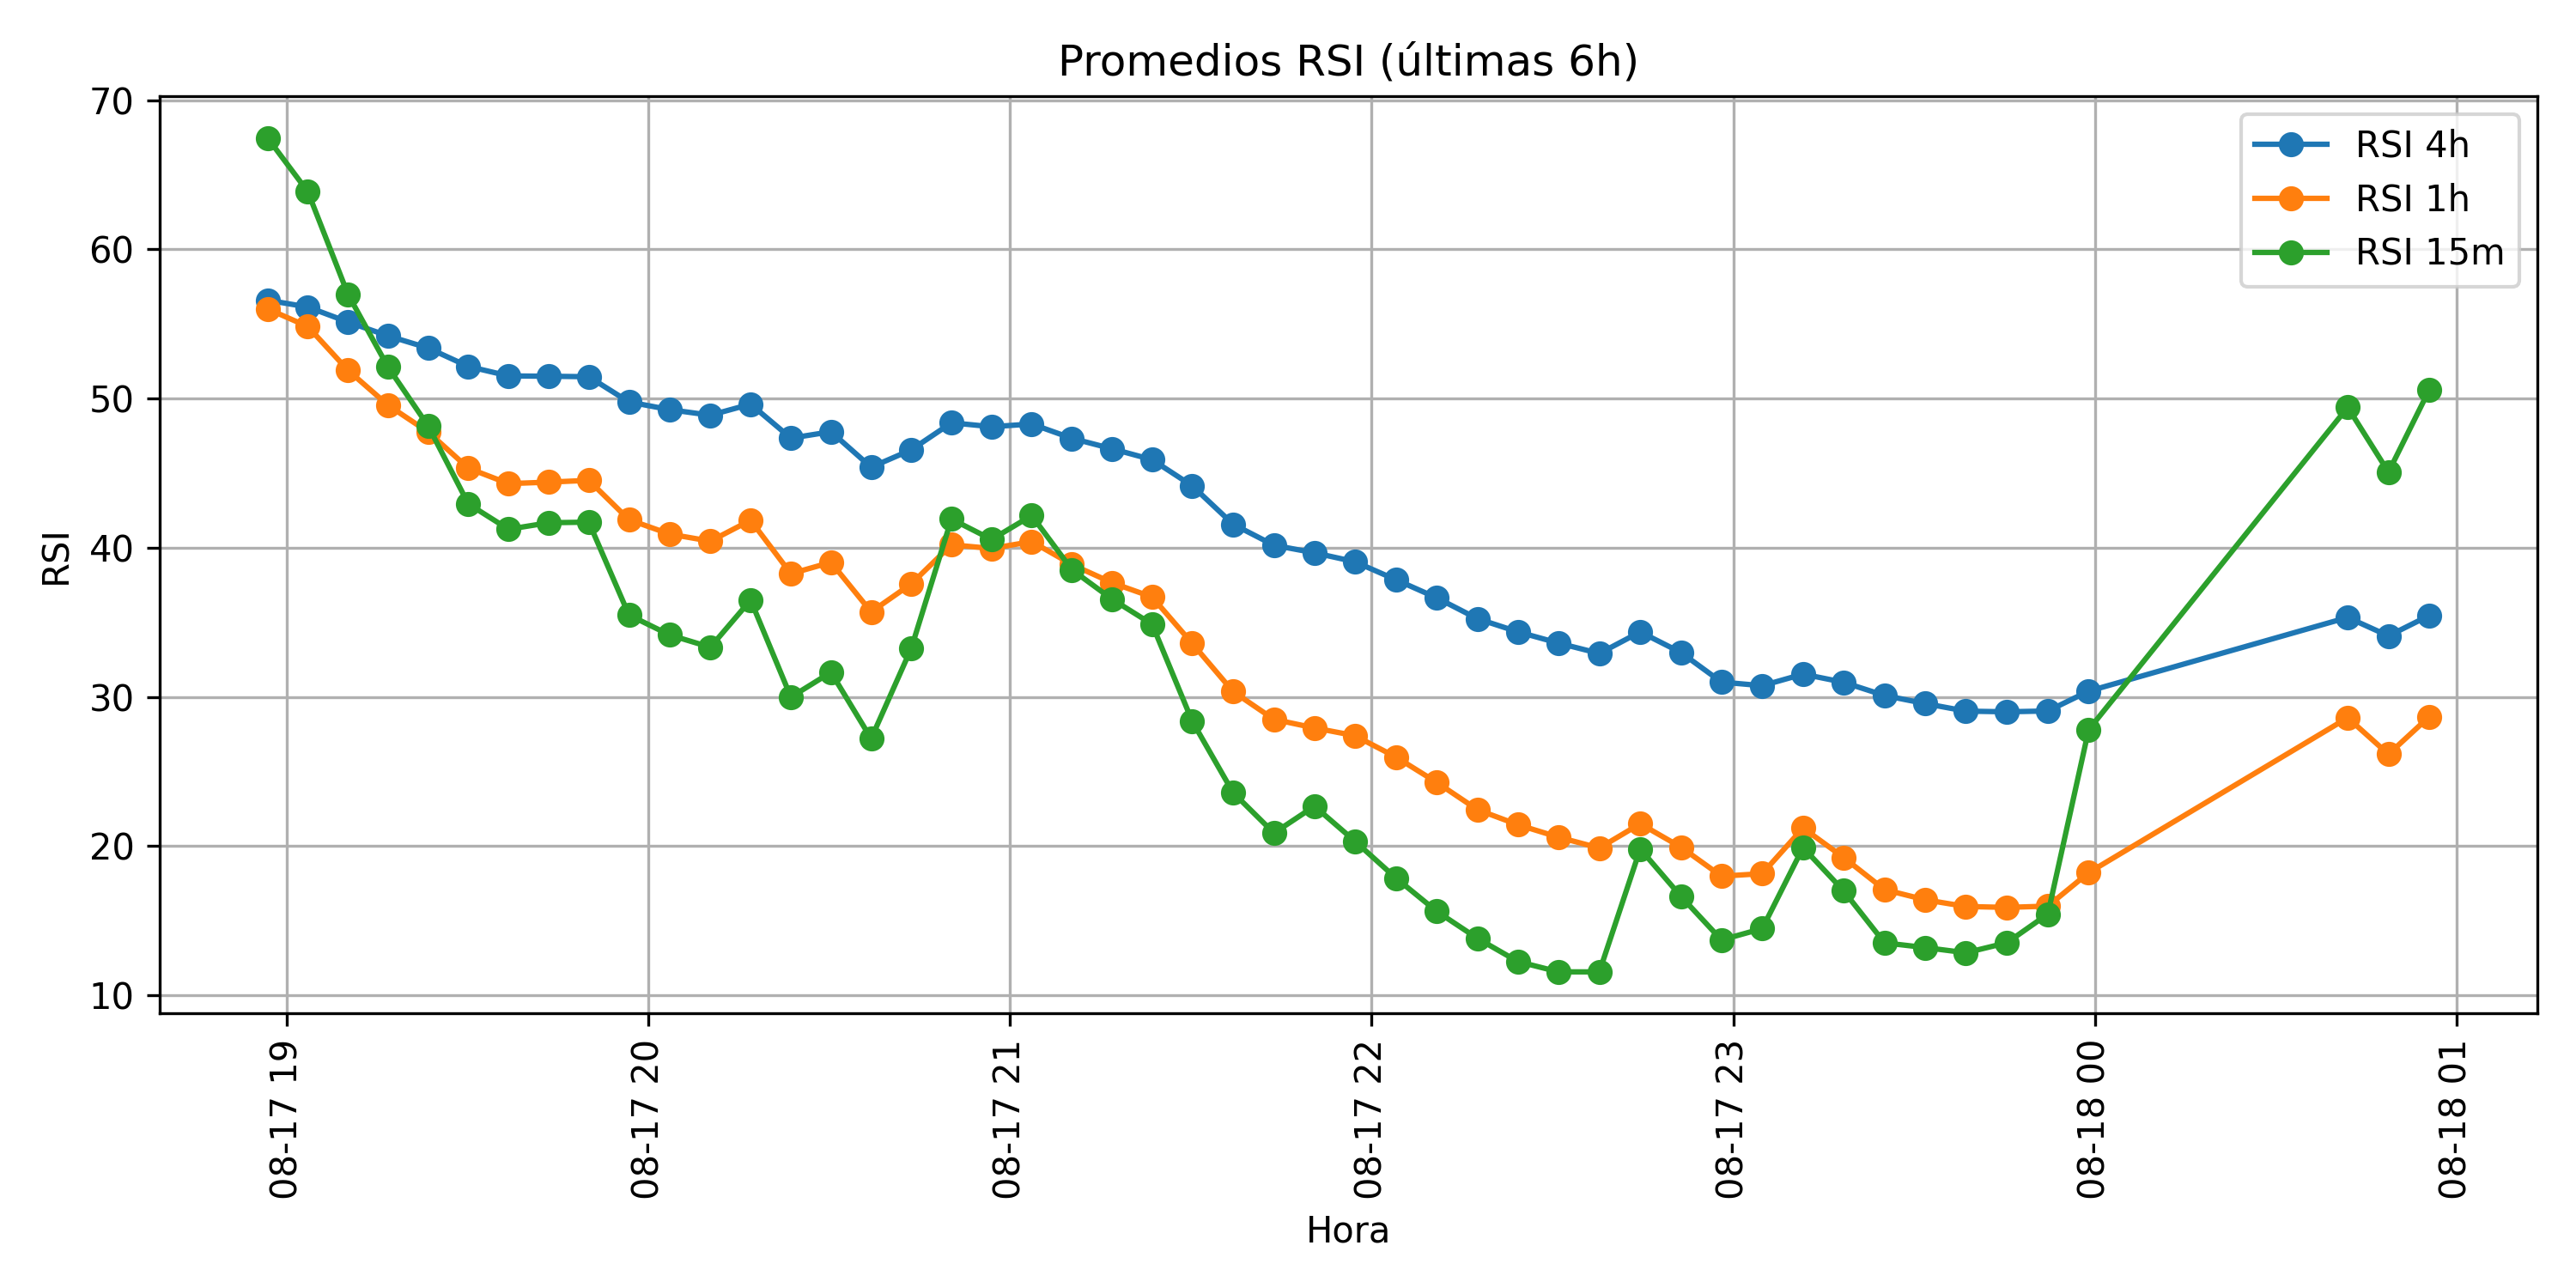 Promedios RSI (últimas 6h)
RSI 4h
RSI 1h
RSI 15m
RSI
70
60
50
40
30
20
10
08-17 19
08-17 20
08-17 21
08-17 22
08-17 23
08-18 00
08-18 01
Hora